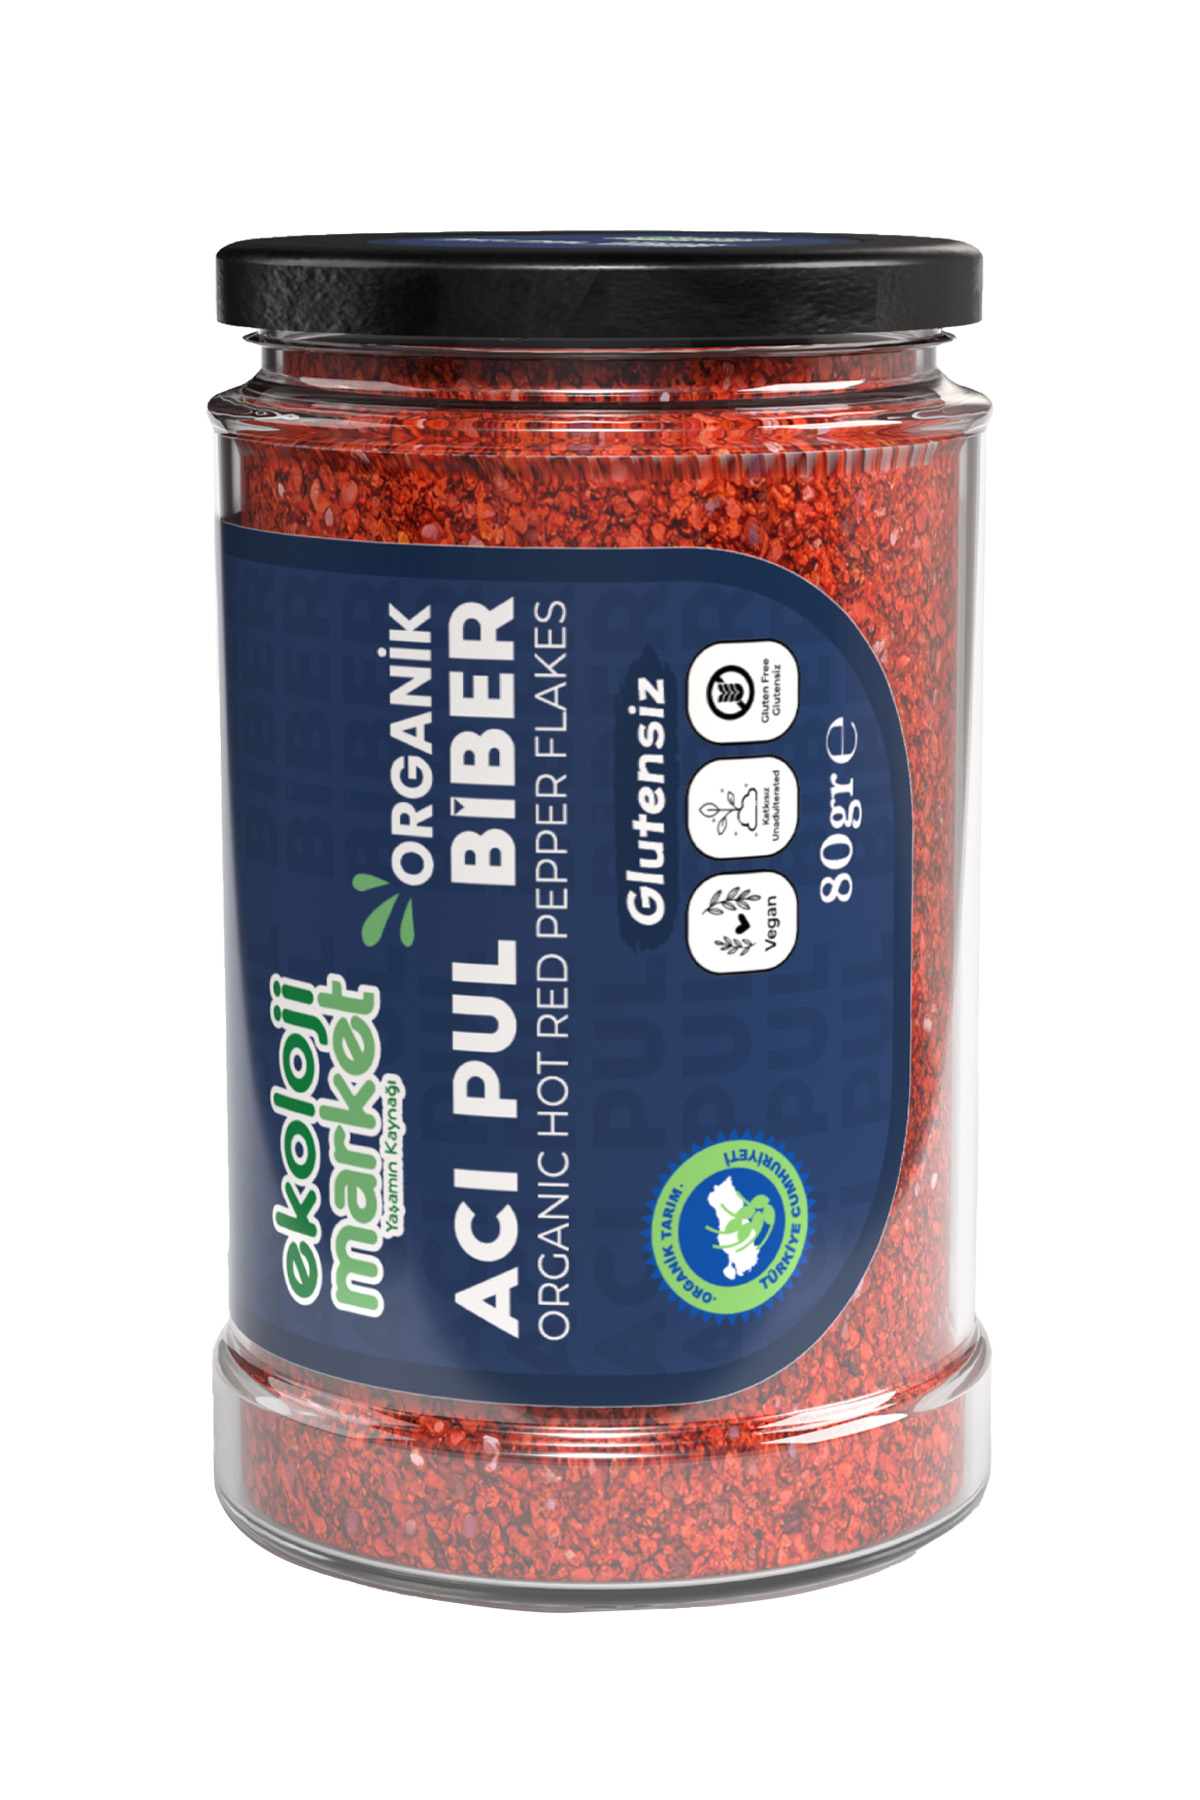 ekoloji
market
Yaşamın Kaynağı
ORGANİK
ACI PUL BİBER
ORGANIC HOT RED PEPPER FLAKES
Glutensiz
Vegan
Katkısız
Unadulterated
Gluten Free
Glutensiz
80gr e
· ORGANİK TARIM ·
TÜRKİYE CUMHURİYETİ